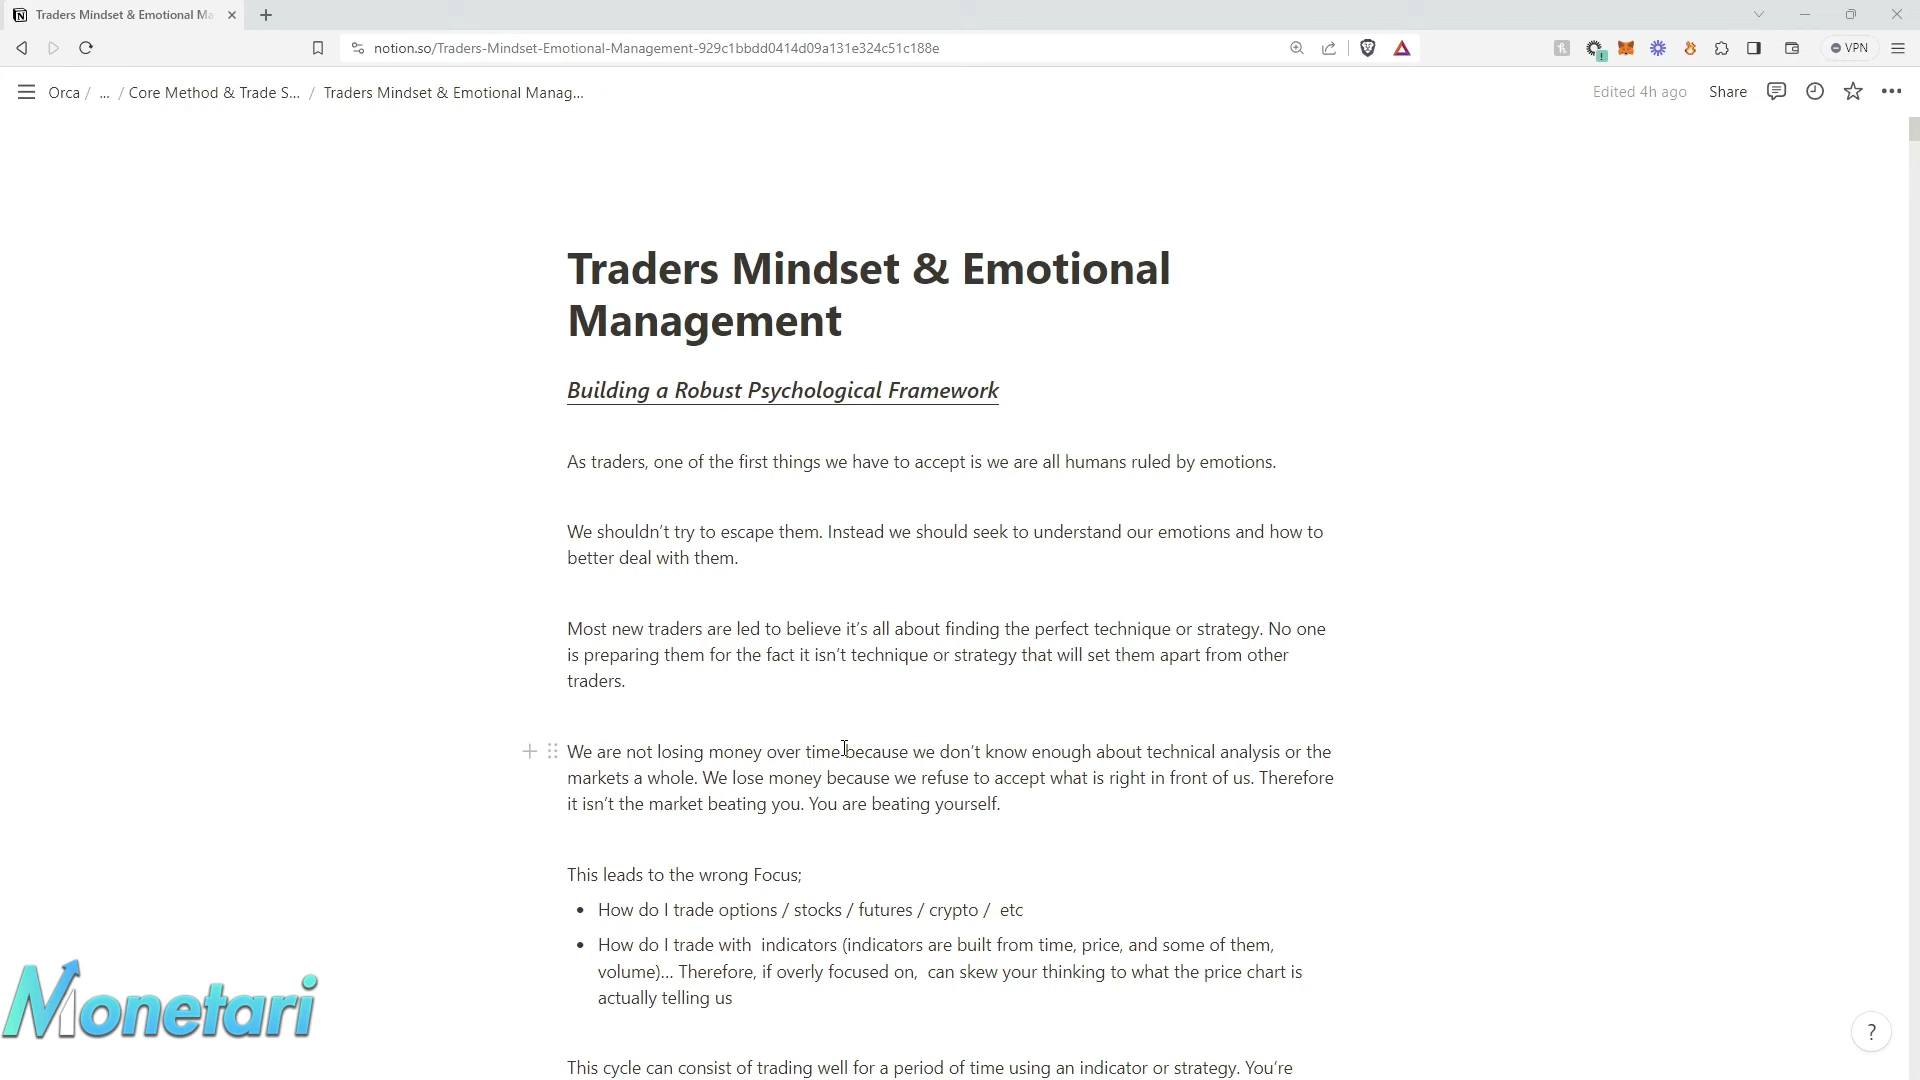 Traders Mindset & Emotional Ma
notion.so/Traders-Mindset-Emotional-Management-929c1bbdd0414d09a131e324c51c188e
VPN
Orca / ... / Core Method & Trade S... / Traders Mindset & Emotional Manag...
Edited 4h ago
Share
Traders Mindset & Emotional
Management
Building a Robust Psychological Framework
As traders, one of the first things we have to accept is we are all humans ruled by emotions.
We shouldn’t try to escape them. Instead we should seek to understand our emotions and how to
better deal with them.
Most new traders are led to believe it’s all about finding the perfect technique or strategy. No one
is preparing them for the fact it isn’t technique or strategy that will set them apart from other
traders.
We are not losing money over time because we don’t know enough about technical analysis or the
markets a whole. We lose money because we refuse to accept what is right in front of us. Therefore
it isn’t the market beating you. You are beating yourself.
This leads to the wrong Focus;
• How do I trade options / stocks / futures / crypto / etc
• How do I trade with indicators (indicators are built from time, price, and some of them,
volume)... Therefore, if overly focused on, can skew your thinking to what the price chart is
actually telling us
Monetari
?
This cycle can consist of trading well for a period of time using an indicator or strategy. You’re